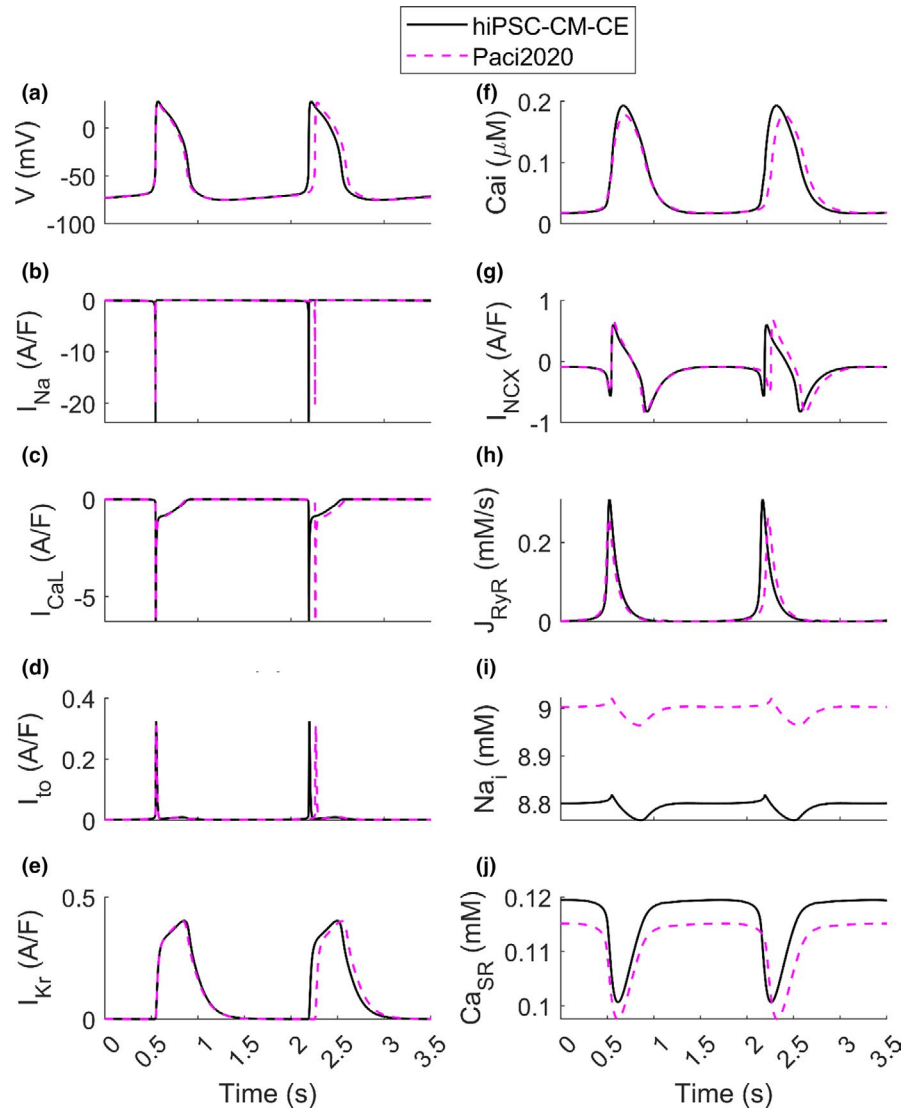 hiPSC-CM-CE
Paci2020
(a)
V (mV)
0
-50
-100
(b)
I_Na (A/F)
0
-10
-20
(c)
I_CaL (A/F)
0
-5
(d)
I_to (A/F)
0.4
0.2
0
(e)
I_Kr (A/F)
0.5
0
0 0.5 1 1.5 2 2.5 3 3.5
Time (s)
(f)
Cai (μM)
0.2
0.1
0
(g)
I_NCX (A/F)
1
0
-1
(h)
J_RyR (mM/s)
0.2
0
(i)
Na_i (mM)
9
8.9
8.8
(j)
Ca_SR (mM)
0.12
0.11
0.1
0 0.5 1 1.5 2 2.5 3 3.5
Time (s)